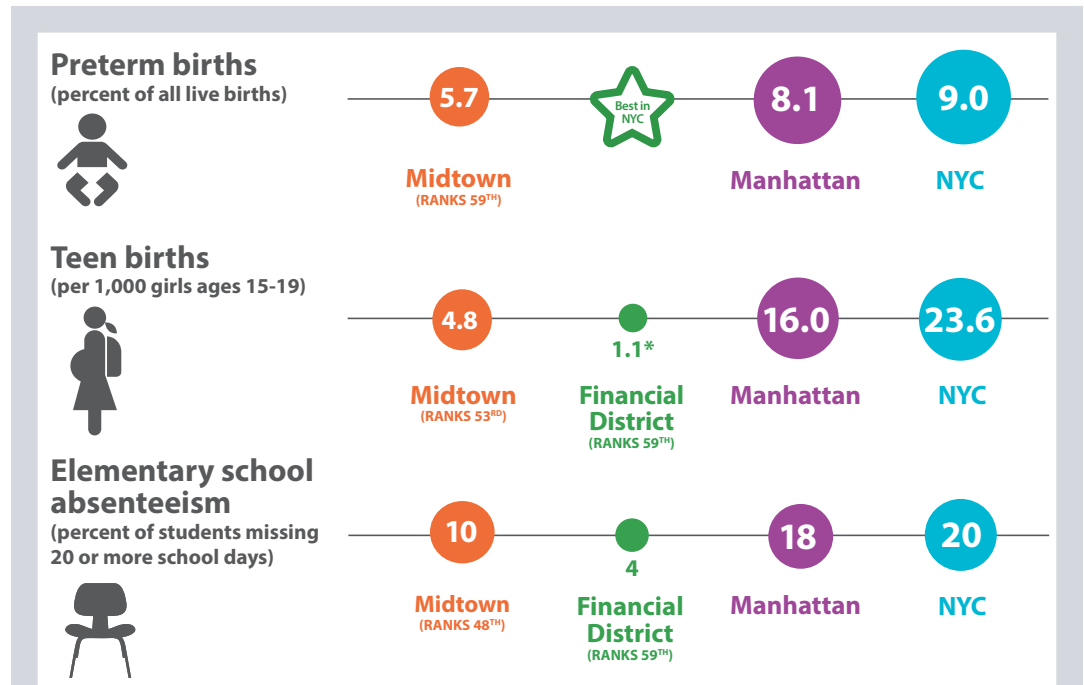 Preterm births
(percent of all live births)
5.7
Best in
NYC
8.1
9.0
Midtown
(RANKS 59TH)
Manhattan
NYC
Teen births
(per 1,000 girls ages 15-19)
4.8
1.1*
16.0
23.6
Midtown
(RANKS 53RD)
Financial
District
(RANKS 59TH)
Manhattan
NYC
Elementary school
absenteeism
(percent of students missing
20 or more school days)
10
4
18
20
Midtown
(RANKS 48TH)
Financial
District
(RANKS 59TH)
Manhattan
NYC